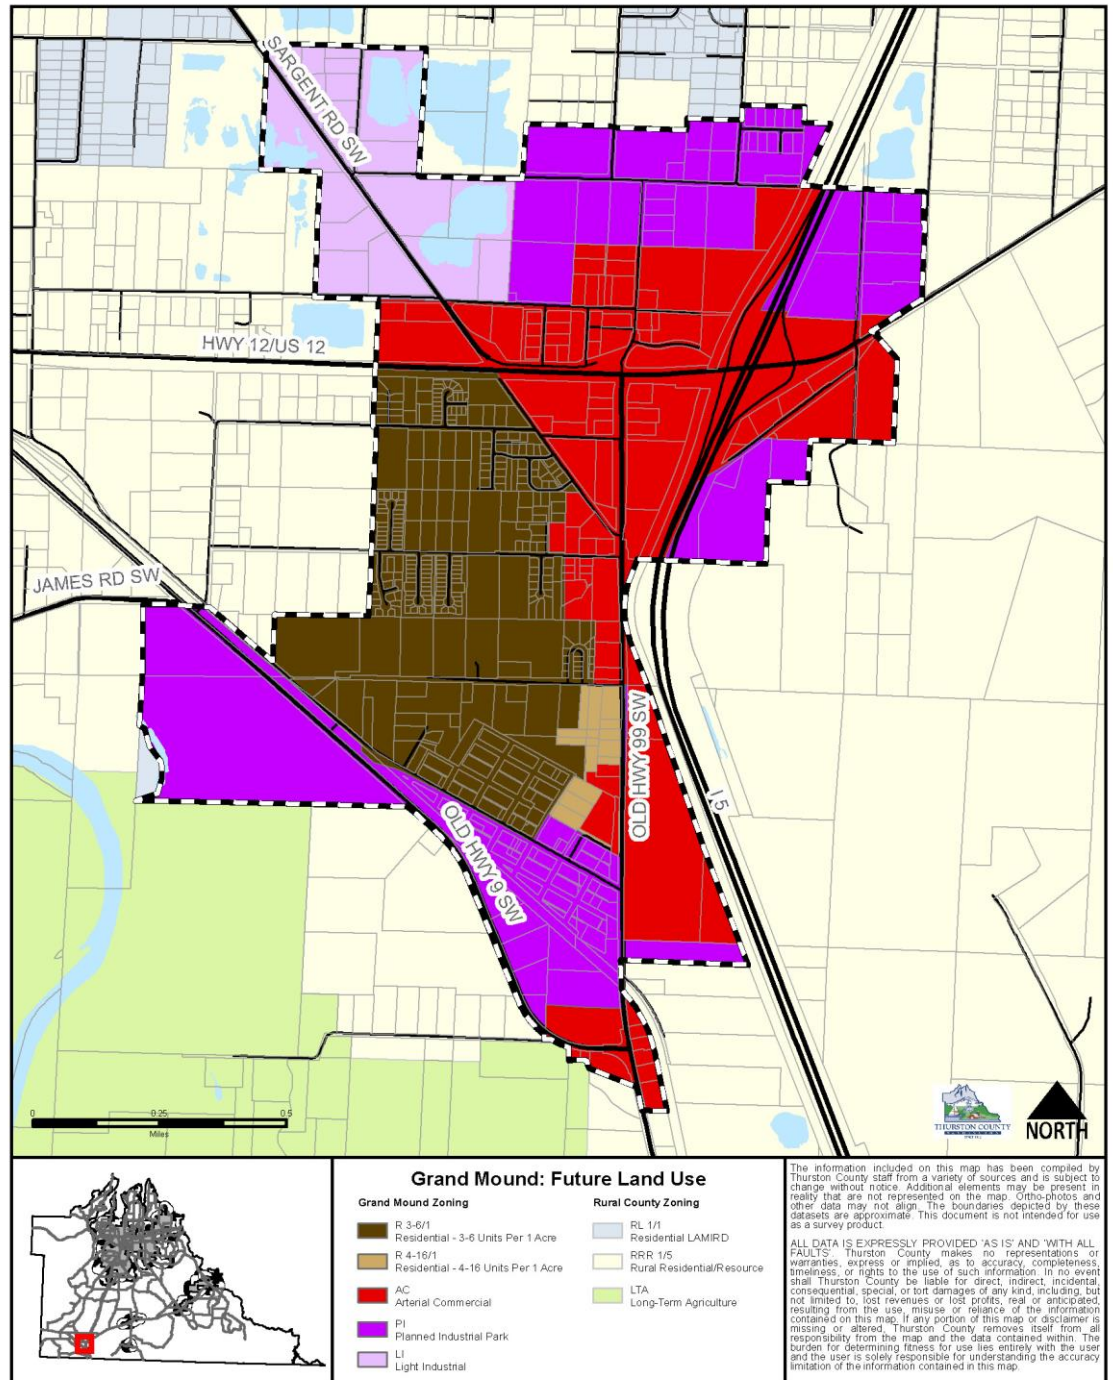 SARGENT RD SW
HWY 12/US 12
JAMES RD SW
OLD HWY 99 SW
I 5
OLD HWY 9 SW
0 0.25 0.5
Miles
THURSTON COUNTY
NORTH
Grand Mound: Future Land Use
Grand Mound Zoning
R 3-6/1
Residential - 3-6 Units Per 1 Acre
R 4-16/1
Residential - 4-16 Units Per 1 Acre
AC
Arterial Commercial
PI
Planned Industrial Park
LI
Light Industrial
Rural County Zoning
RL 1/1
Residential LAMIRD
RRR 1/5
Rural Residential/Resource
LTA
Long-Term Agriculture
The information included on this map has been compiled by
Thurston County staff from a variety of sources and is subject to
change without notice. Additional elements may be present in
reality that are not represented on the map. Ortho-photos and
other data may not align. The boundaries depicted by these
datasets are approximate. This document is not intended for use
as a survey product.
ALL DATA IS EXPRESSLY PROVIDED 'AS IS' AND 'WITH ALL
FAULTS'. Thurston County makes no representations or
warranties, express or implied, as to accuracy, completeness,
timeliness, or rights to the use of such information. In no event
shall Thurston County be liable for direct, indirect, incidental,
consequential, special, or tort damages of any kind, including, but
not limited to, lost revenues or lost profits, real or anticipated,
resulting from the use, misuse or reliance of the information
contained on this map. If any portion of this map or disclaimer is
missing or altered, Thurston County removes itself from all
responsibility from the map and the data contained within. The
burden for determining fitness for use lies entirely with the user
and the user is solely responsible for understanding the accuracy
limitation of the information contained in this map.